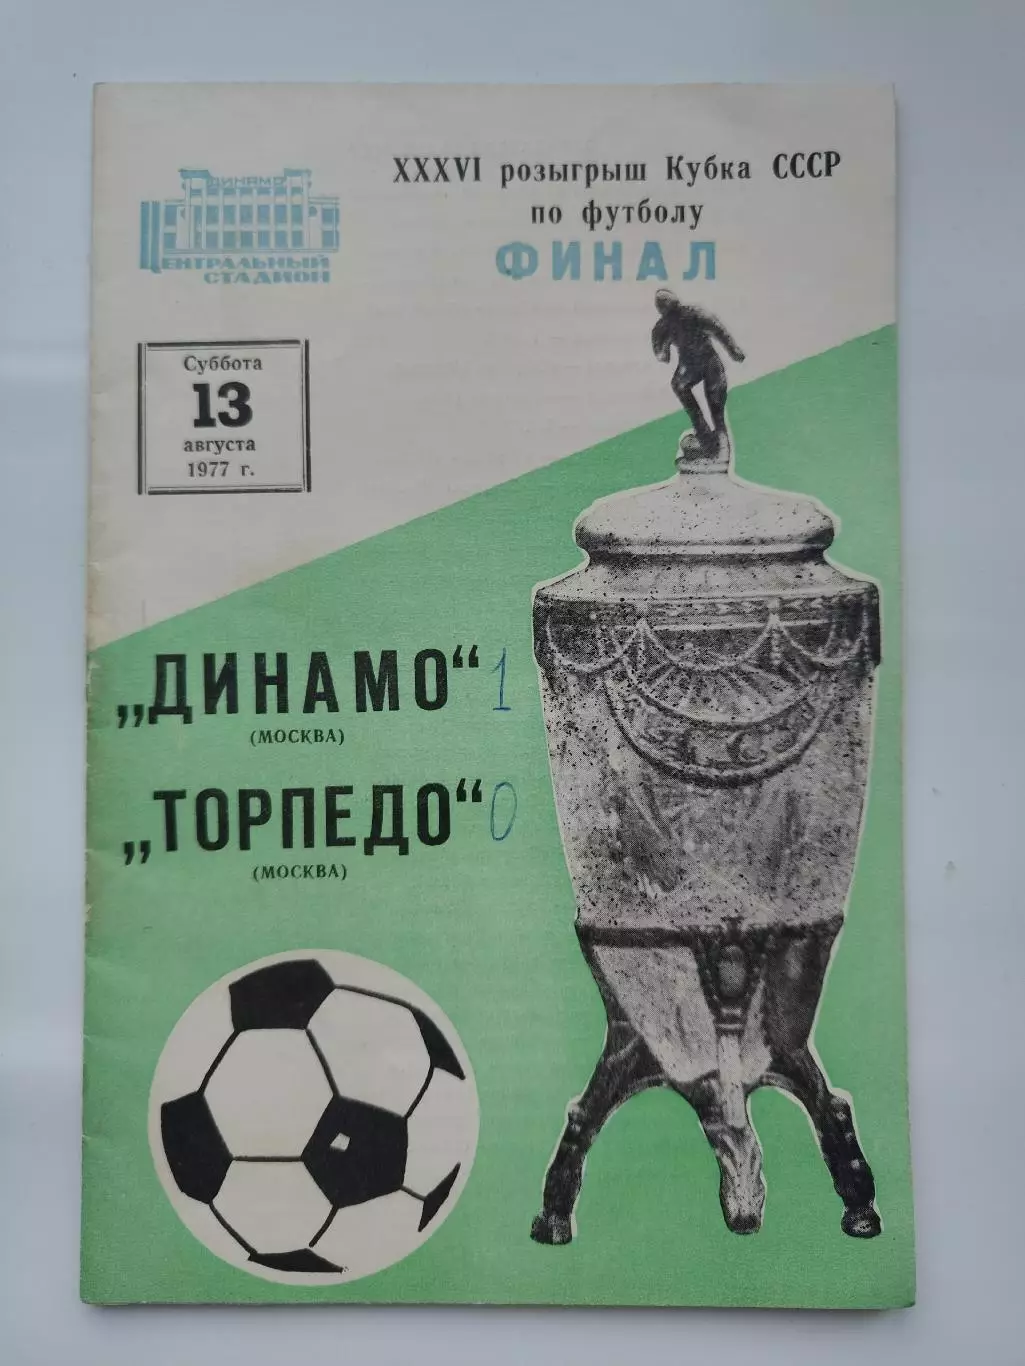 ДИНАМО
ЦЕНТРАЛЬНЫЙ
СТАДИОН
XXXVI розыгрыш Кубка СССР
по футболу
ФИНАЛ
Суббота
13
августа
1977 г.
„ДИНАМО“ 1
(МОСКВА)
„ТОРПЕДО“ 0
(МОСКВА)